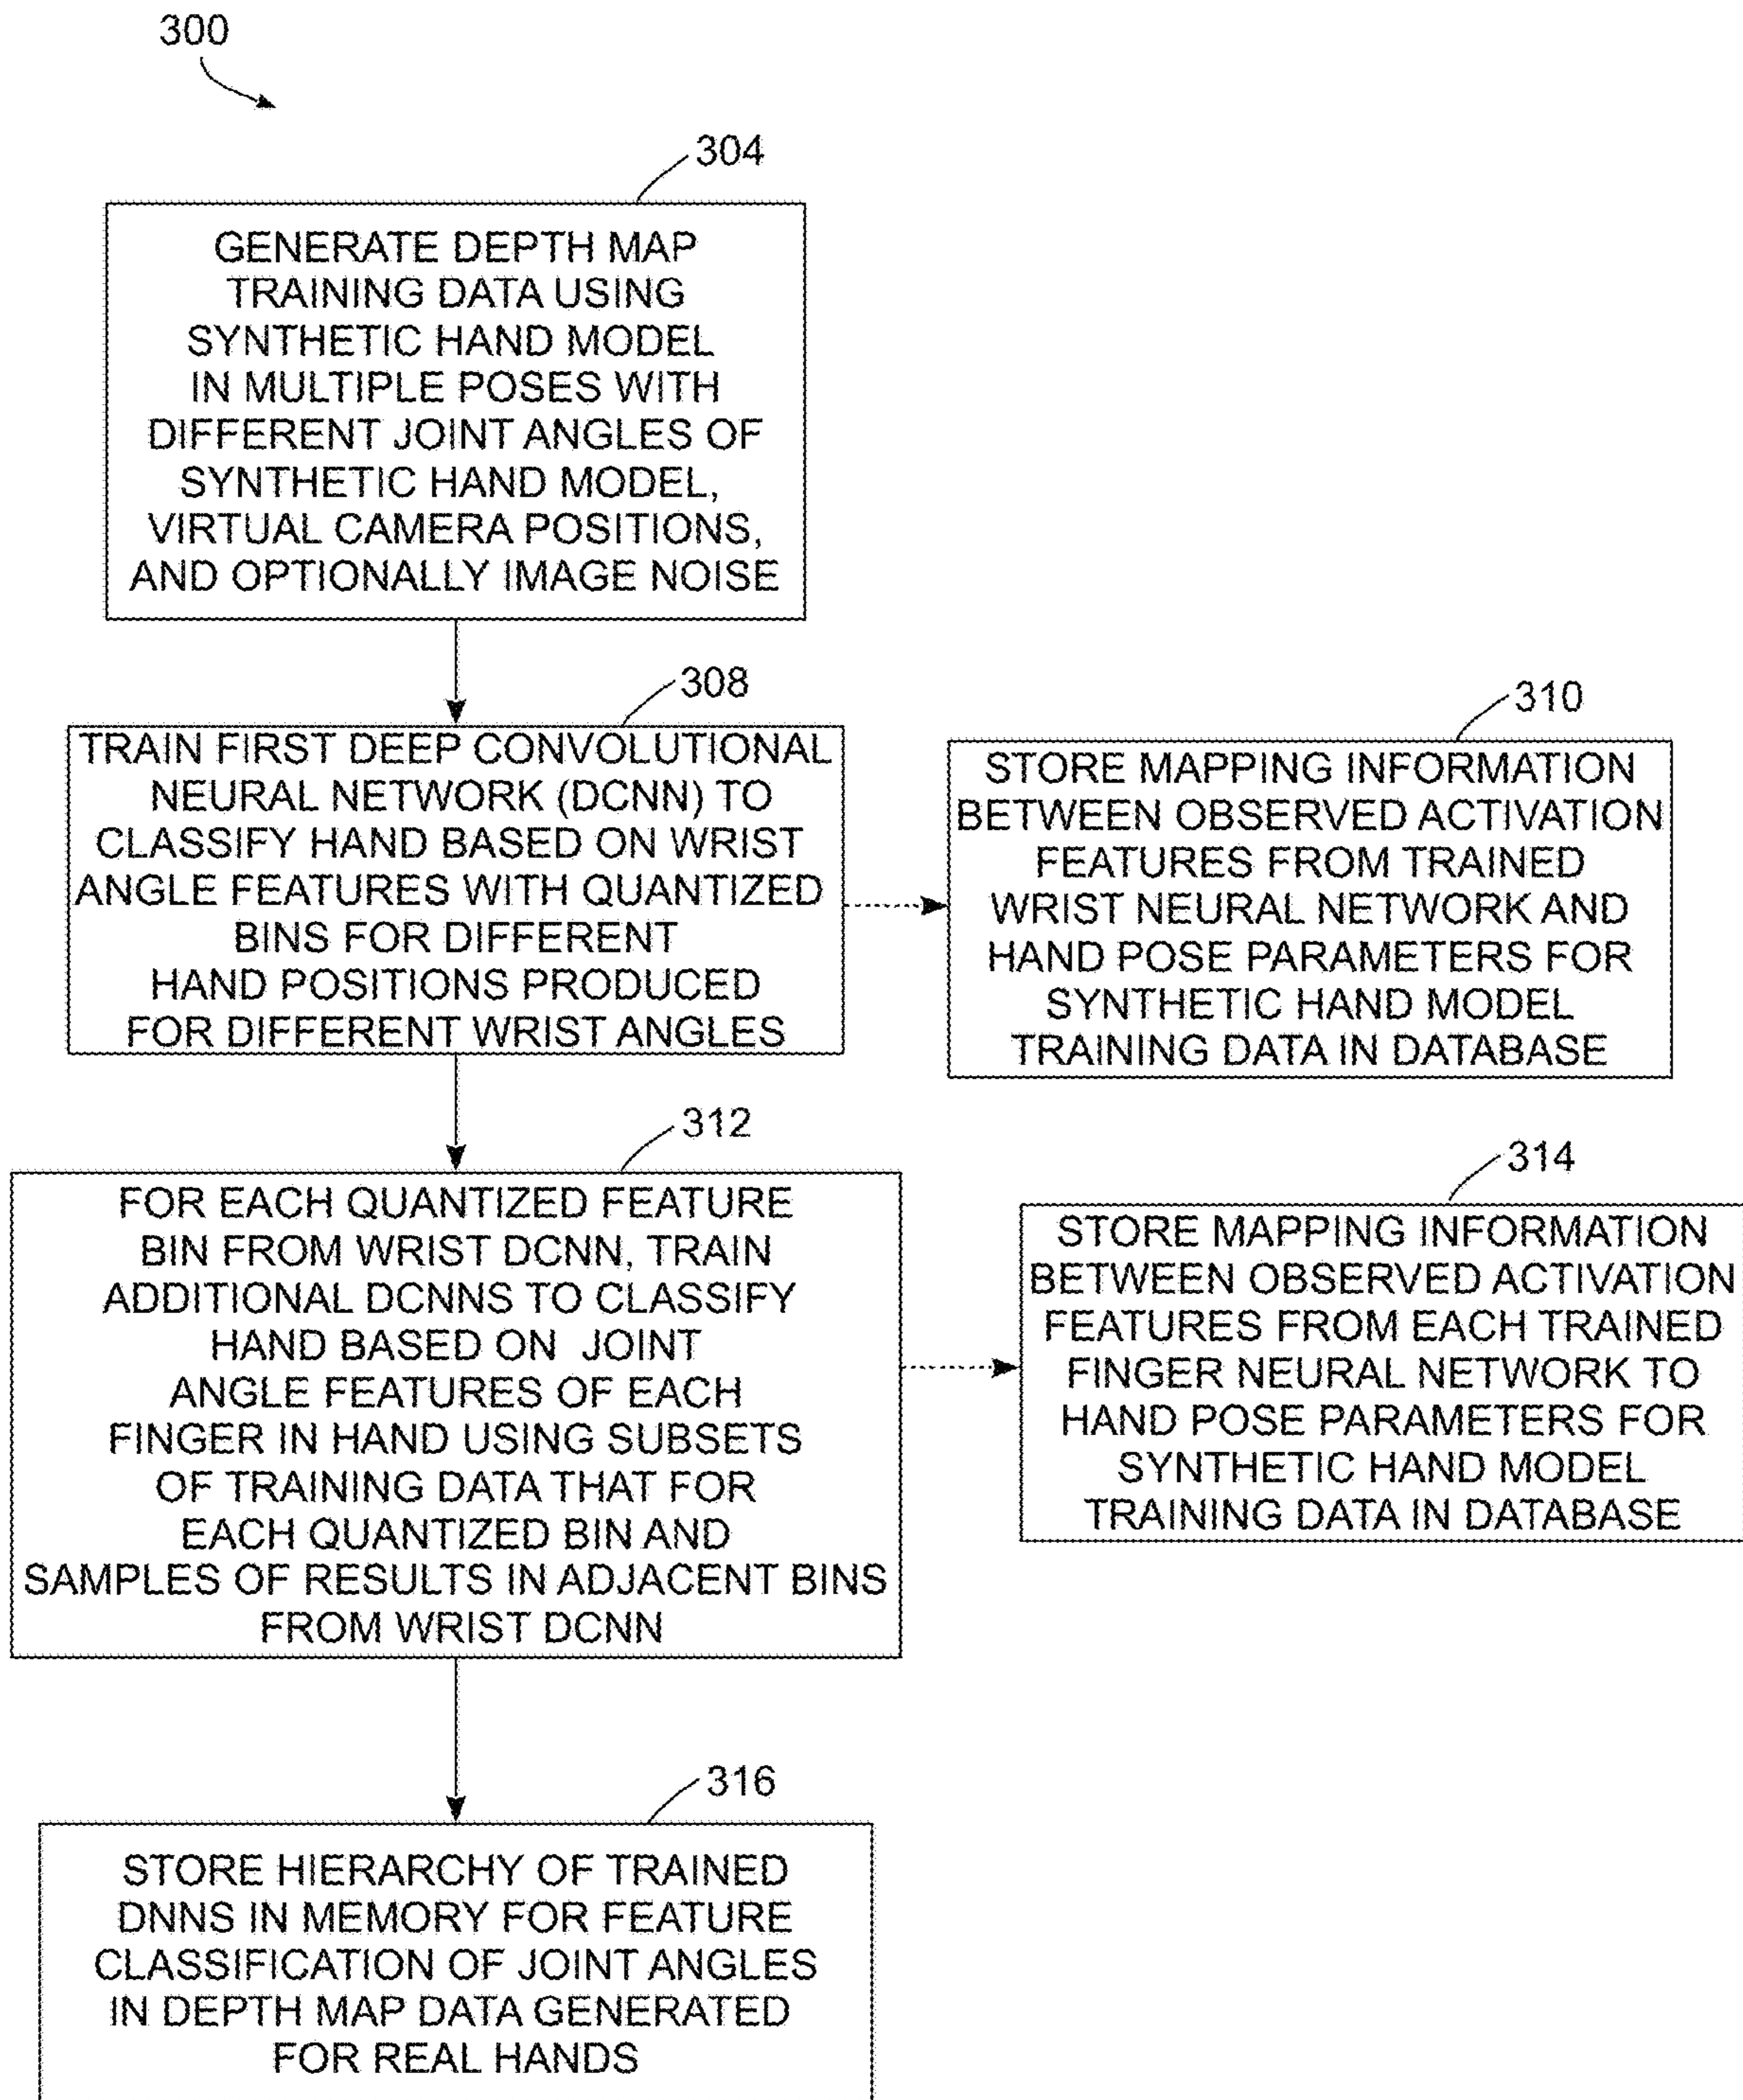 300
304
GENERATE DEPTH MAP
TRAINING DATA USING
SYNTHETIC HAND MODEL
IN MULTIPLE POSES WITH
DIFFERENT JOINT ANGLES OF
SYNTHETIC HAND MODEL,
VIRTUAL CAMERA POSITIONS,
AND OPTIONALLY IMAGE NOISE
308
TRAIN FIRST DEEP CONVOLUTIONAL
NEURAL NETWORK (DCNN) TO
CLASSIFY HAND BASED ON WRIST
ANGLE FEATURES WITH QUANTIZED
BINS FOR DIFFERENT
HAND POSITIONS PRODUCED
FOR DIFFERENT WRIST ANGLES
310
STORE MAPPING INFORMATION
BETWEEN OBSERVED ACTIVATION
FEATURES FROM TRAINED
WRIST NEURAL NETWORK AND
HAND POSE PARAMETERS FOR
SYNTHETIC HAND MODEL
TRAINING DATA IN DATABASE
312
FOR EACH QUANTIZED FEATURE
BIN FROM WRIST DCNN, TRAIN
ADDITIONAL DCNNS TO CLASSIFY
HAND BASED ON JOINT
ANGLE FEATURES OF EACH
FINGER IN HAND USING SUBSETS
OF TRAINING DATA THAT FOR
EACH QUANTIZED BIN AND
SAMPLES OF RESULTS IN ADJACENT BINS
FROM WRIST DCNN
314
STORE MAPPING INFORMATION
BETWEEN OBSERVED ACTIVATION
FEATURES FROM EACH TRAINED
FINGER NEURAL NETWORK TO
HAND POSE PARAMETERS FOR
SYNTHETIC HAND MODEL
TRAINING DATA IN DATABASE
316
STORE HIERARCHY OF TRAINED
DNNS IN MEMORY FOR FEATURE
CLASSIFICATION OF JOINT ANGLES
IN DEPTH MAP DATA GENERATED
FOR REAL HANDS